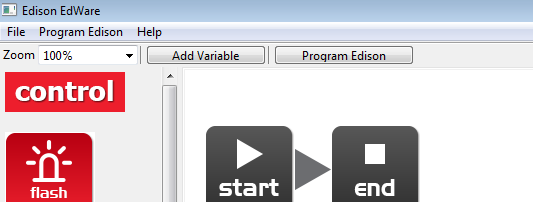 Edison EdWare
File Program Edison Help
Zoom 100% Add Variable Program Edison
control
flash
start end